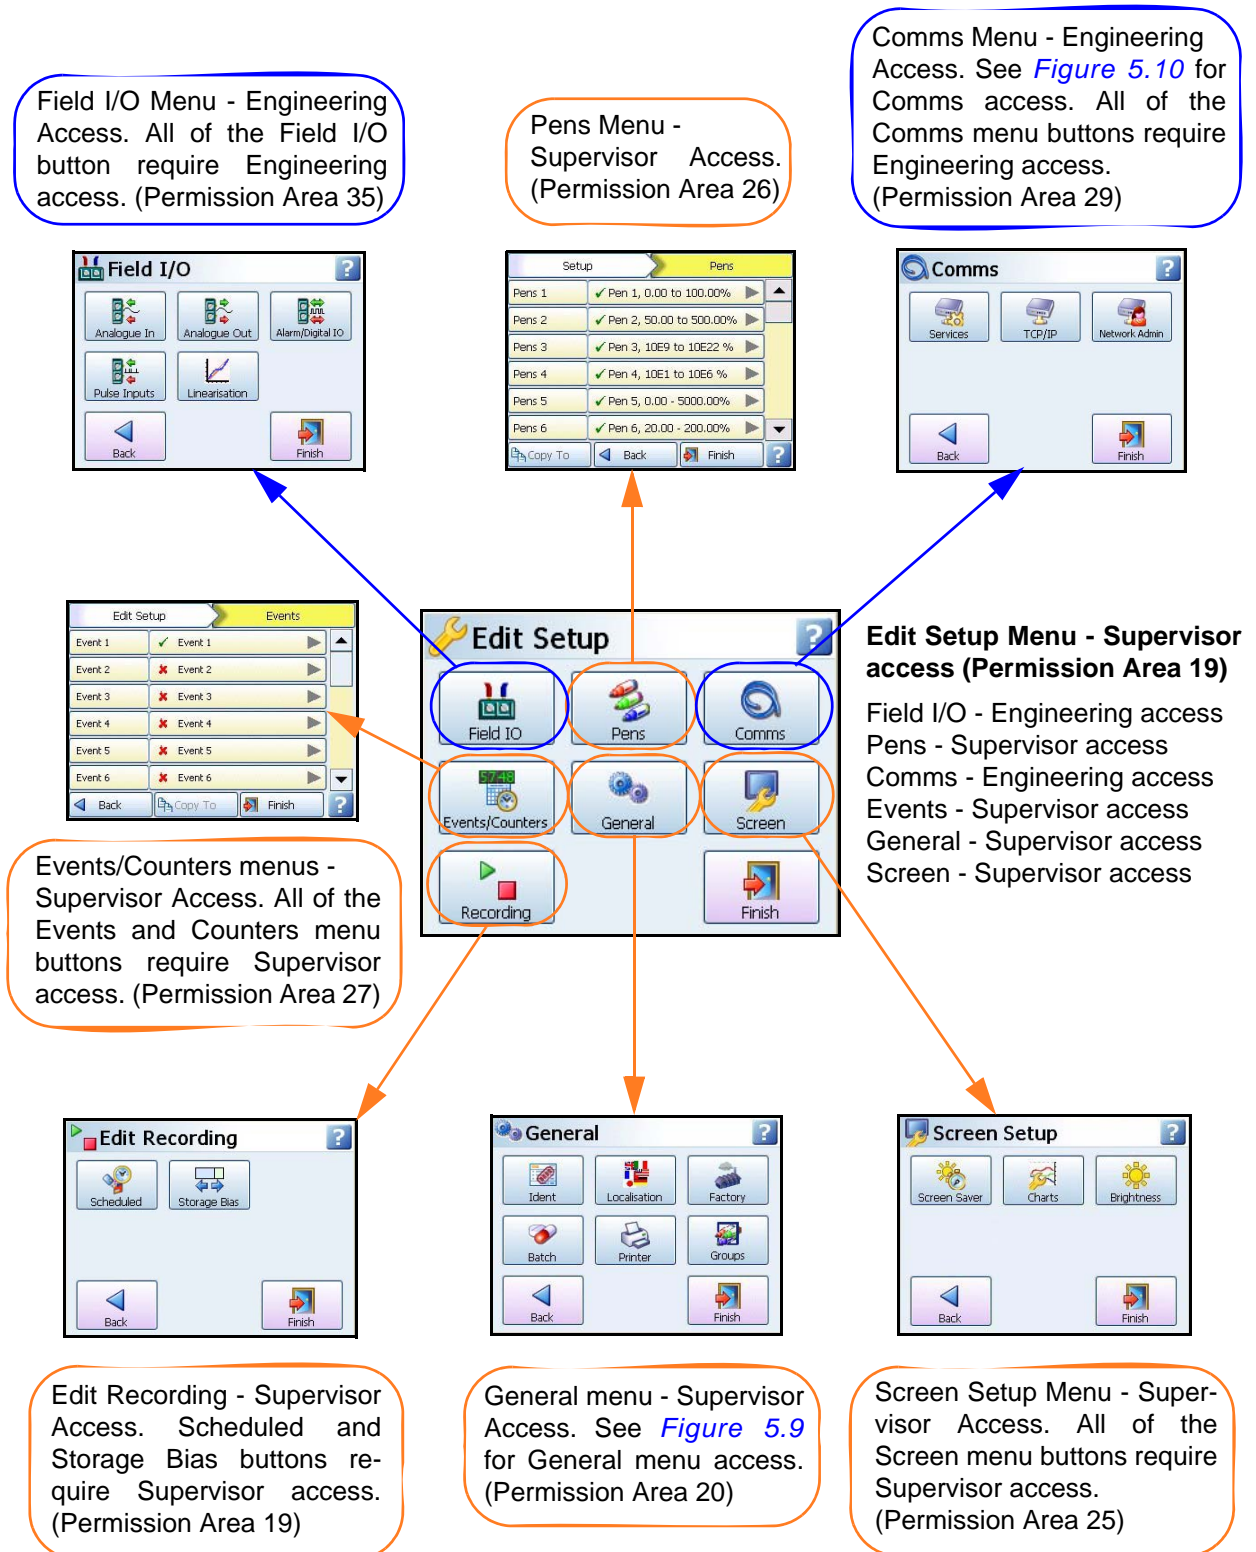 Field I/O Menu - Engineering
Access. All of the Field I/O
button require Engineering
access. (Permission Area 35)
Pens Menu -
Supervisor Access.
(Permission Area 26)
Comms Menu - Engineering
Access. See Figure 5.10 for
Comms access. All of the
Comms menu buttons require
Engineering access.
(Permission Area 29)
Field I/O ?
Analogue In Analogue Out Alarm/Digital IO
Pulse Inputs Linearisation
Back Finish
Setup Pens
Pens 1 Pen 1, 0.00 to 100.00%
Pens 2 Pen 2, 50.00 to 500.00%
Pens 3 Pen 3, 10E9 to 10E22 %
Pens 4 Pen 4, 10E1 to 10E6 %
Pens 5 Pen 5, 0.00 - 5000.00%
Pens 6 Pen 6, 20.00 - 200.00%
Copy To Back Finish ?
Comms ?
Services TCP/IP Network Admin
Back Finish
Edit Setup Events
Event 1 Event 1
Event 2 Event 2
Event 3 Event 3
Event 4 Event 4
Event 5 Event 5
Event 6 Event 6
Back Copy To Finish ?
Edit Setup ?
Field IO Pens Comms
57:48
Events/Counters General Screen
Recording Finish
Edit Setup Menu - Supervisor
access (Permission Area 19)
Field I/O - Engineering access
Pens - Supervisor access
Comms - Engineering access
Events - Supervisor access
General - Supervisor access
Screen - Supervisor access
Events/Counters menus -
Supervisor Access. All of the
Events and Counters menu
buttons require Supervisor
access. (Permission Area 27)
Edit Recording ?
Scheduled Storage Bias
Back Finish
General ?
Ident Localisation Factory
Batch Printer Groups
Back Finish
Screen Setup ?
Screen Saver Charts Brightness
Back Finish
Edit Recording - Supervisor
Access. Scheduled and
Storage Bias buttons re-
quire Supervisor access.
(Permission Area 19)
General menu - Supervisor
Access. See Figure 5.9
for General menu access.
(Permission Area 20)
Screen Setup Menu - Super-
visor Access. All of the
Screen menu buttons require
Supervisor access.
(Permission Area 25)